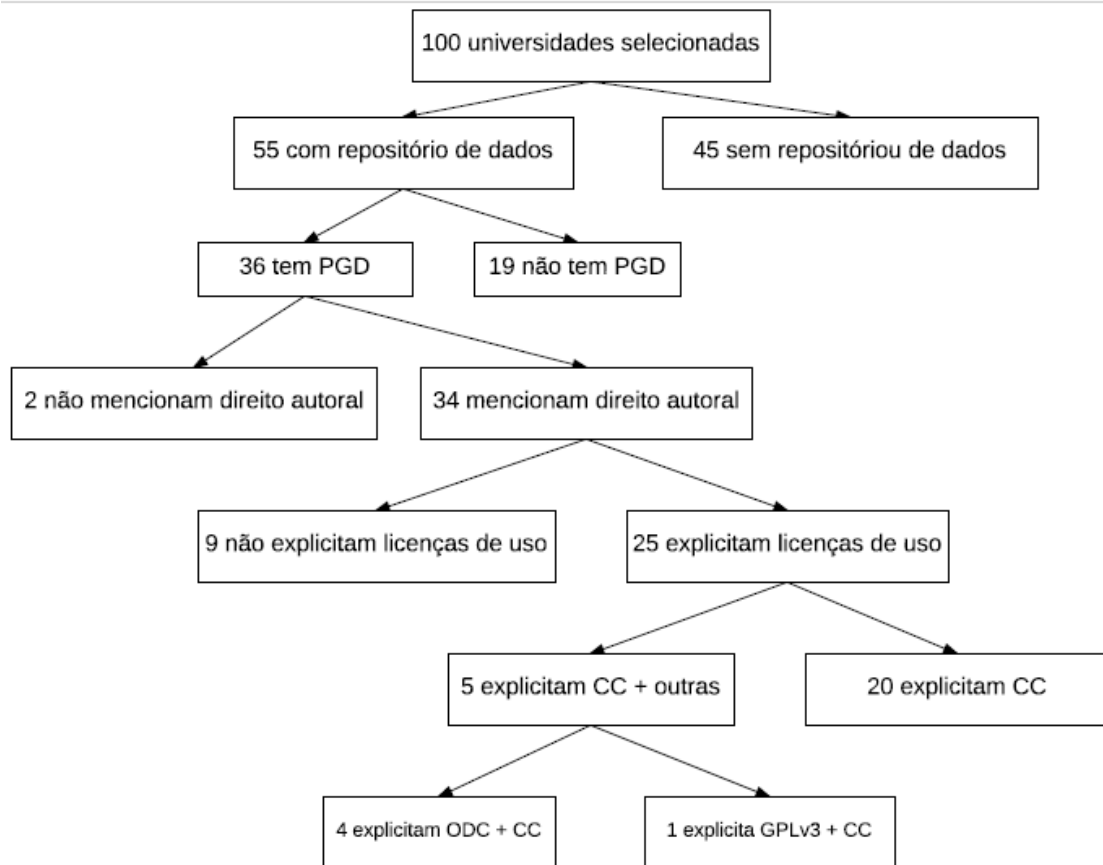 100 universidades selecionadas
55 com repositório de dados
45 sem repositóriou de dados
36 tem PGD
19 não tem PGD
2 não mencionam direito autoral
34 mencionam direito autoral
9 não explicitam licenças de uso
25 explicitam licenças de uso
5 explicitam CC + outras
20 explicitam CC
4 explicitam ODC + CC
1 explicita GPLv3 + CC